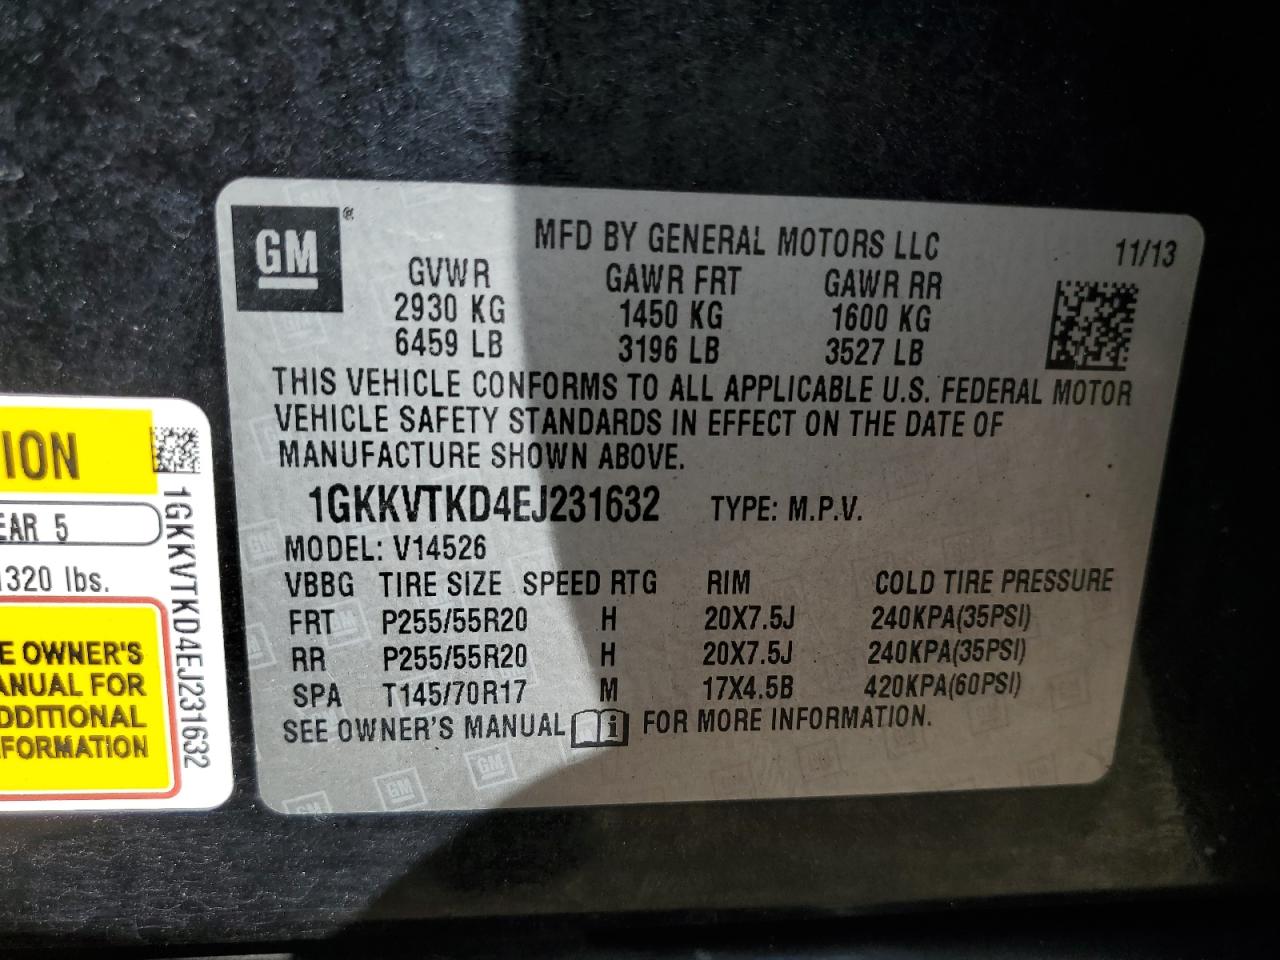 GM ®
MFD BY GENERAL MOTORS LLC 11/13
GVWR GAWR FRT GAWR RR
2930 KG 1450 KG 1600 KG
6459 LB 3196 LB 3527 LB
THIS VEHICLE CONFORMS TO ALL APPLICABLE U.S. FEDERAL MOTOR
VEHICLE SAFETY STANDARDS IN EFFECT ON THE DATE OF
MANUFACTURE SHOWN ABOVE.
1GKKVTKD4EJ231632 TYPE: M.P.V.
MODEL: V14526
VBBG TIRE SIZE SPEED RTG RIM COLD TIRE PRESSURE
FRT P255/55R20 H 20X7.5J 240KPA(35PSI)
RR P255/55R20 H 20X7.5J 240KPA(35PSI)
SPA T145/70R17 M 17X4.5B 420KPA(60PSI)
SEE OWNER'S MANUAL i FOR MORE INFORMATION.
ION
EAR 5
1320 lbs.
E OWNER'S
ANUAL FOR
DDITIONAL
FORMATION
1GKKVTKD4EJ231632